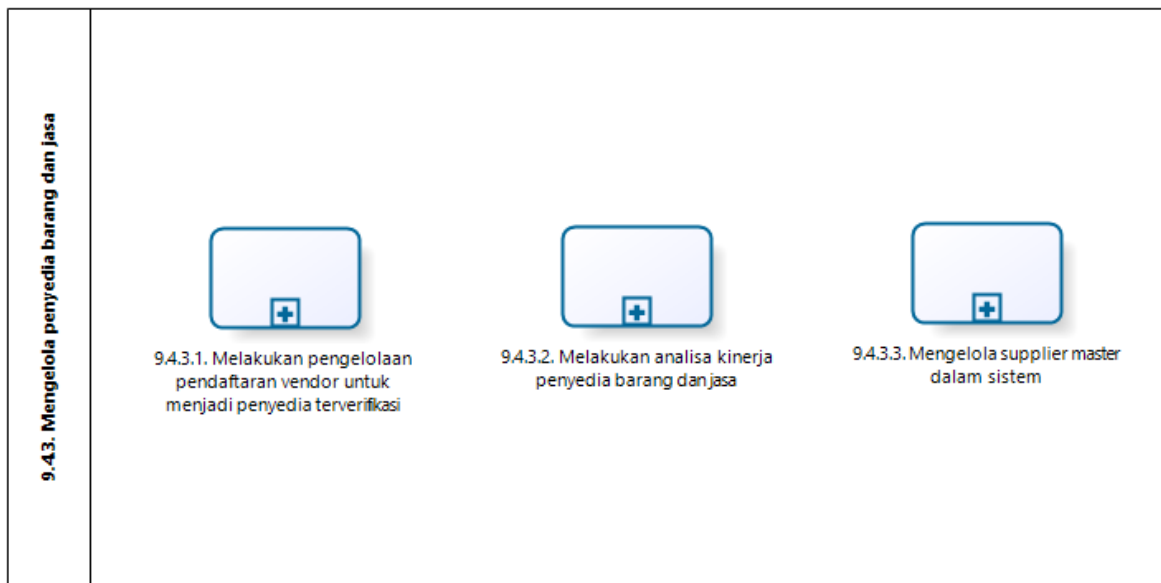 9.4.3. Mengelola penyedia barang dan jasa
9.4.3.1. Melakukan pengelolaan
pendaftaran vendor untuk
menjadi penyedia terverifikasi
9.4.3.2. Melakukan analisa kinerja
penyedia barang dan jasa
9.4.3.3. Mengelola supplier master
dalam sistem